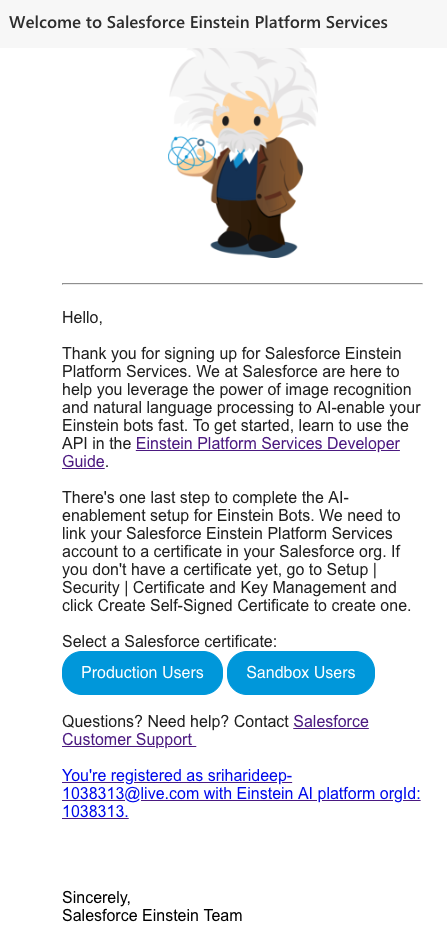 Welcome to Salesforce Einstein Platform Services
Hello,
Thank you for signing up for Salesforce Einstein
Platform Services. We at Salesforce are here to
help you leverage the power of image recognition
and natural language processing to AI-enable your
Einstein bots fast. To get started, learn to use the
API in the Einstein Platform Services Developer
Guide.
There's one last step to complete the AI-
enablement setup for Einstein Bots. We need to
link your Salesforce Einstein Platform Services
account to a certificate in your Salesforce org. If
you don't have a certificate yet, go to Setup |
Security | Certificate and Key Management and
click Create Self-Signed Certificate to create one.
Select a Salesforce certificate:
Production Users Sandbox Users
Questions? Need help? Contact Salesforce
Customer Support
You're registered as sriharideep-
1038313@live.com with Einstein AI platform orgId:
1038313.
Sincerely,
Salesforce Einstein Team